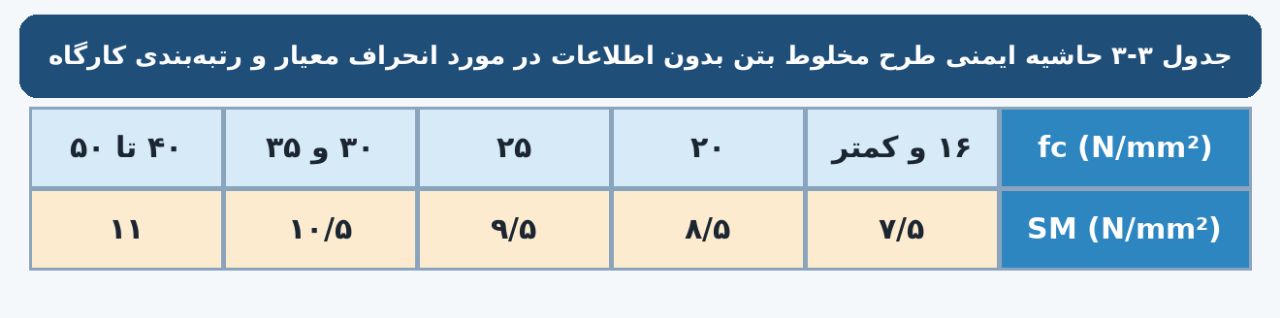 جدول ۳-۳ حاشیه ایمنی طرح مخلوط بتن بدون اطلاعات در مورد انحراف معیار و رتبه‌بندی کارگاه
fc (N/mm²) ۱۶ و کمتر ۲۰ ۲۵ ۳۰ و ۳۵ ۴۰ تا ۵۰
SM (N/mm²) ۷/۵ ۸/۵ ۹/۵ ۱۰/۵ ۱۱